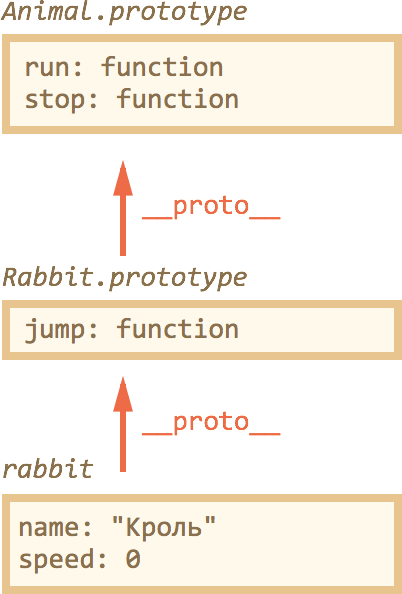 Animal.prototype
run: function
stop: function
__proto__
Rabbit.prototype
jump: function
__proto__
rabbit
name: "Кроль"
speed: 0